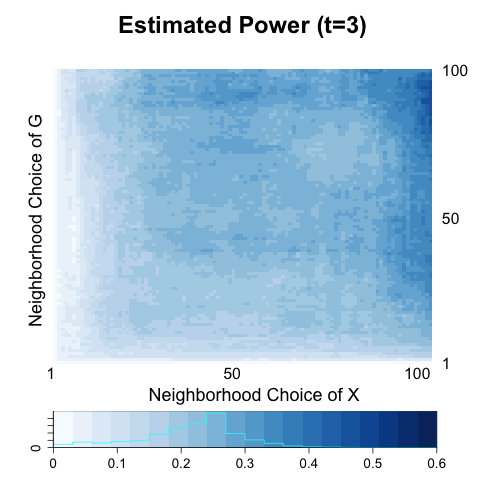 Estimated Power (t=3)
Neighborhood Choice of G
100
50
1
1 50 100
Neighborhood Choice of X
0
0 0.1 0.2 0.3 0.4 0.5 0.6